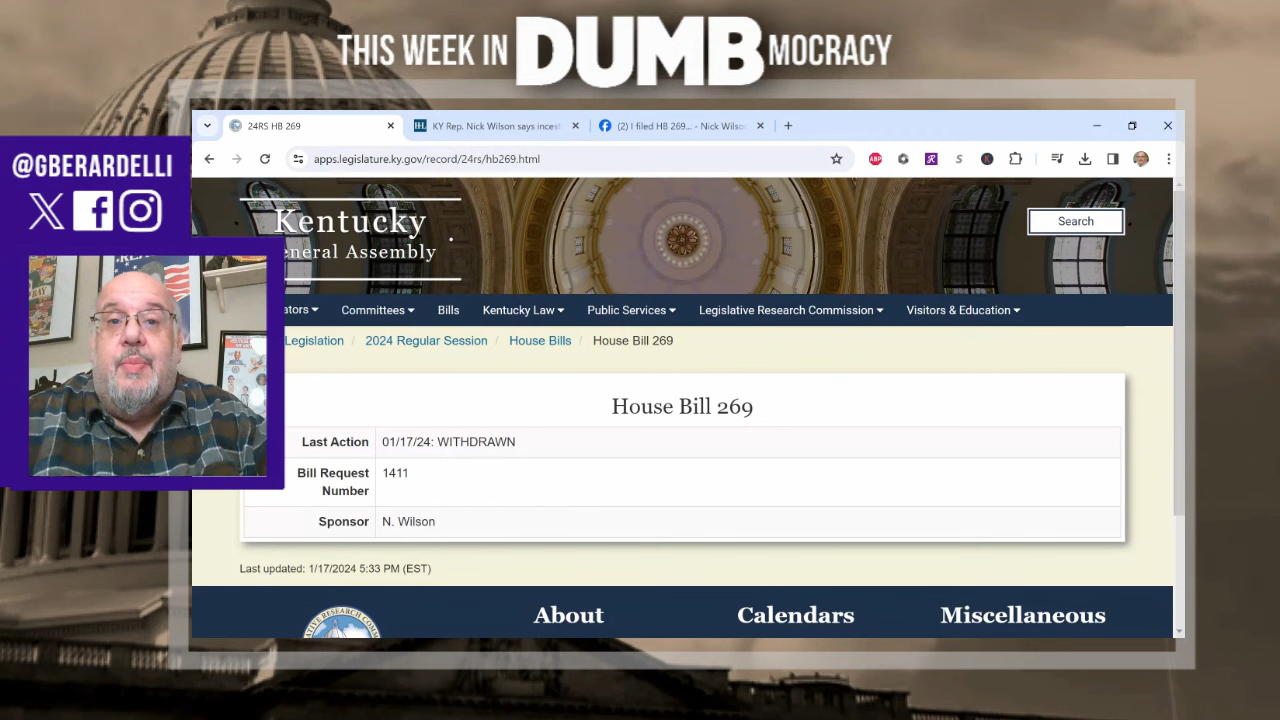 THIS WEEK IN DUMBMOCRACY
24RS HB 269
KY Rep. Nick Wilson says incest
(2) I filed HB 269... - Nick Wilso
@GBERARDELLI
apps.legislature.ky.gov/record/24rs/hb269.html
ABP
Kentucky
eneral Assembly
Search
ators
Committees
Bills
Kentucky Law
Public Services
Legislative Research Commission
Visitors & Education
Legislation / 2024 Regular Session / House Bills / House Bill 269
House Bill 269
Last Action 01/17/24: WITHDRAWN
Bill Request 1411
Number
Sponsor N. Wilson
Last updated: 1/17/2024 5:33 PM (EST)
About
Calendars
Miscellaneous